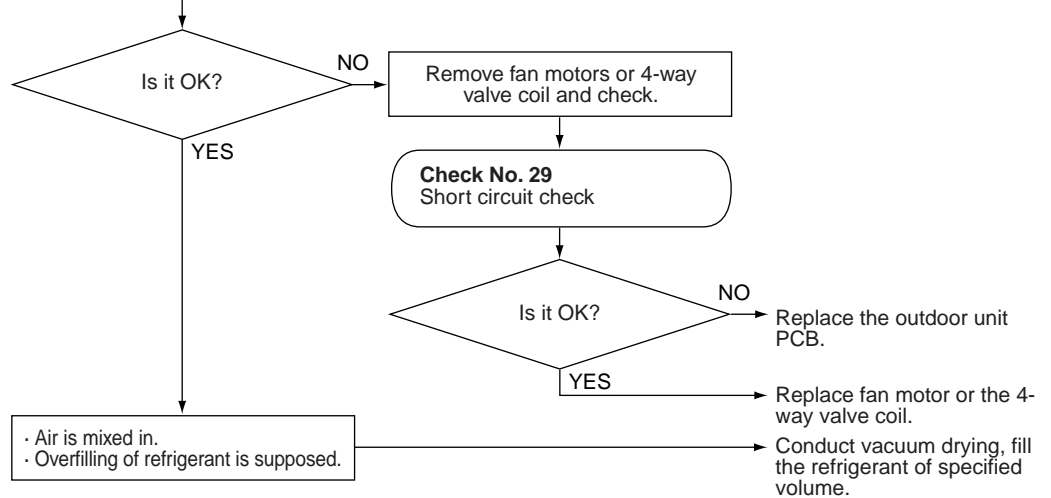 Is it OK?
NO
Remove fan motors or 4-way
valve coil and check.
YES
Check No. 29
Short circuit check
Is it OK?
NO
Replace the outdoor unit
PCB.
YES
Replace fan motor or the 4-
way valve coil.
· Air is mixed in.
· Overfilling of refrigerant is supposed.
Conduct vacuum drying, fill
the refrigerant of specified
volume.